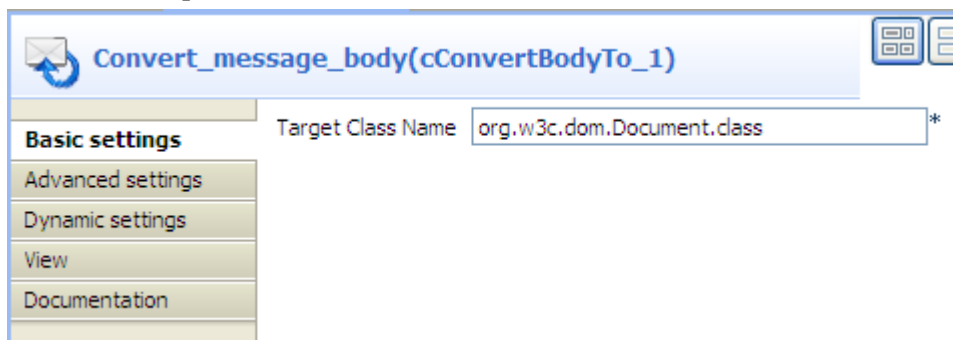 Convert_message_body(cConvertBodyTo_1)
Basic settings
Target Class Name org.w3c.dom.Document.class *
Advanced settings
Dynamic settings
View
Documentation